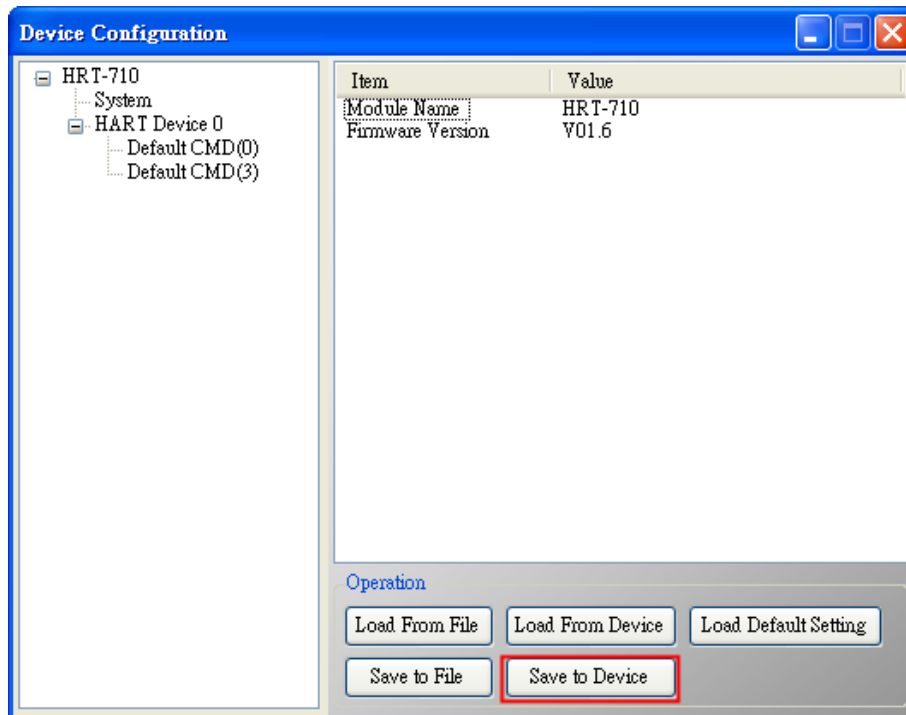 Device Configuration
HRT-710
System
HART Device 0
Default CMD(0)
Default CMD(3)
Item Value
Module Name HRT-710
Firmware Version V01.6
Operation
Load From File Load From Device Load Default Setting
Save to File Save to Device